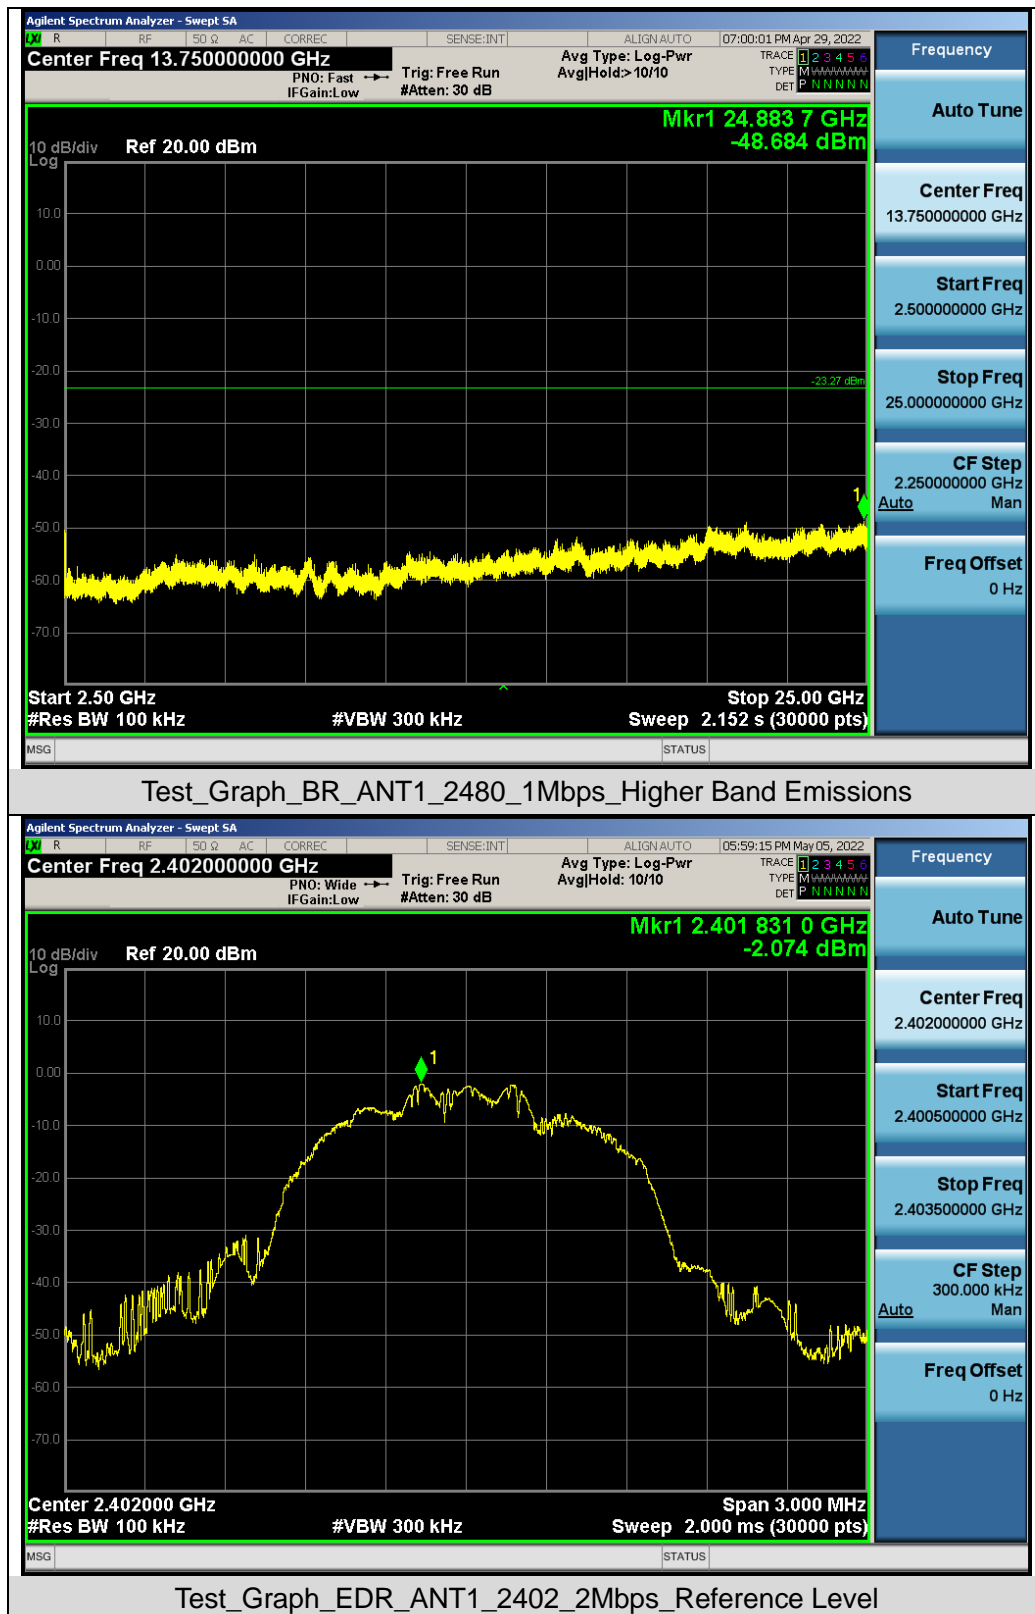 Agilent Spectrum Analyzer - Swept SA
LXI R RF 50 Ω AC CORREC SENSE:INT ALIGN AUTO 07:00:01 PM Apr 29, 2022
Center Freq 13.750000000 GHz
PNO: Fast
IFGain:Low
Trig: Free Run
#Atten: 30 dB
Avg Type: Log-Pwr
Avg|Hold:> 10/10
TRACE 1 2 3 4 5 6
TYPE M WWWWW
DET P N N N N N
Mkr1 24.883 7 GHz
-48.684 dBm
10 dB/div Ref 20.00 dBm
Log
10.0
0.00
-10.0
-20.0
-23.27 dBm
-30.0
-40.0
1
-50.0
-60.0
-70.0
Start 2.50 GHz Stop 25.00 GHz
#Res BW 100 kHz #VBW 300 kHz Sweep 2.152 s (30000 pts)
MSG STATUS
Frequency
Auto Tune
Center Freq
13.750000000 GHz
Start Freq
2.500000000 GHz
Stop Freq
25.000000000 GHz
CF Step
2.250000000 GHz
Auto Man
Freq Offset
0 Hz
Test_Graph_BR_ANT1_2480_1Mbps_Higher Band Emissions
Agilent Spectrum Analyzer - Swept SA
LXI R RF 50 Ω AC CORREC SENSE:INT ALIGN AUTO 05:59:15 PM May 05, 2022
Center Freq 2.402000000 GHz
PNO: Wide
IFGain:Low
Trig: Free Run
#Atten: 30 dB
Avg Type: Log-Pwr
Avg|Hold: 10/10
TRACE 1 2 3 4 5 6
TYPE M WWWWW
DET P N N N N N
Mkr1 2.401 831 0 GHz
-2.074 dBm
10 dB/div Ref 20.00 dBm
Log
10.0
1
0.00
-10.0
-20.0
-30.0
-40.0
-50.0
-60.0
-70.0
Center 2.402000 GHz Span 3.000 MHz
#Res BW 100 kHz #VBW 300 kHz Sweep 2.000 ms (30000 pts)
MSG STATUS
Frequency
Auto Tune
Center Freq
2.402000000 GHz
Start Freq
2.400500000 GHz
Stop Freq
2.403500000 GHz
CF Step
300.000 kHz
Auto Man
Freq Offset
0 Hz
Test_Graph_EDR_ANT1_2402_2Mbps_Reference Level